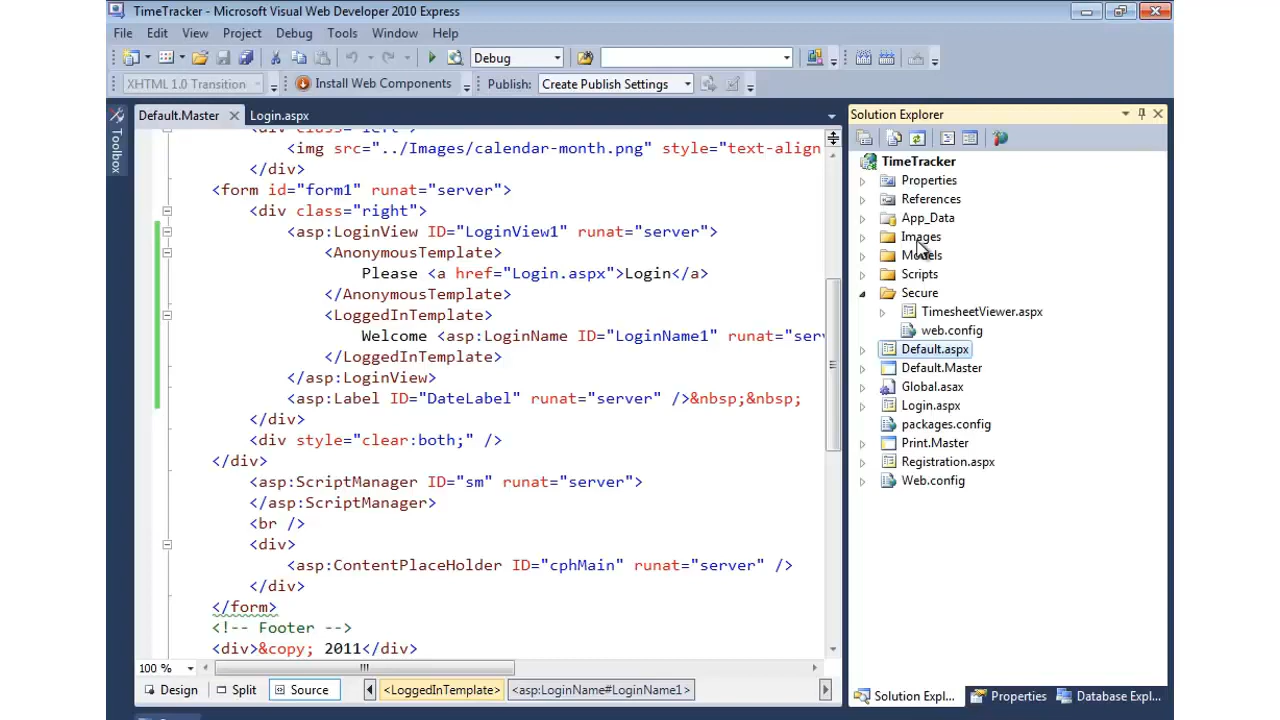 TimeTracker - Microsoft Visual Web Developer 2010 Express
File Edit View Project Debug Tools Window Help
Debug
XHTML 1.0 Transition Install Web Components Publish: Create Publish Settings
Toolbox
Default.Master Login.aspx
<div class="left">
<img src="../Images/calendar-month.png" style="text-align
</div>
<form id="form1" runat="server">
<div class="right">
<asp:LoginView ID="LoginView1" runat="server">
<AnonymousTemplate>
Please <a href="Login.aspx">Login</a>
</AnonymousTemplate>
<LoggedInTemplate>
Welcome <asp:LoginName ID="LoginName1" runat="serv
</LoggedInTemplate>
</asp:LoginView>
<asp:Label ID="DateLabel" runat="server" />&nbsp;&nbsp;
</div>
<div style="clear:both;" />
</div>
<asp:ScriptManager ID="sm" runat="server">
</asp:ScriptManager>
<br />
<div>
<asp:ContentPlaceHolder ID="cphMain" runat="server" />
</div>
</form>
<!-- Footer -->
<div>&copy; 2011</div>
100 %
Design Split Source <LoggedInTemplate> <asp:LoginName#LoginName1>
Solution Explorer
TimeTracker
Properties
References
App_Data
Images
Models
Scripts
Secure
TimesheetViewer.aspx
web.config
Default.aspx
Default.Master
Global.asax
Login.aspx
packages.config
Print.Master
Registration.aspx
Web.config
Solution Expl... Properties Database Expl...